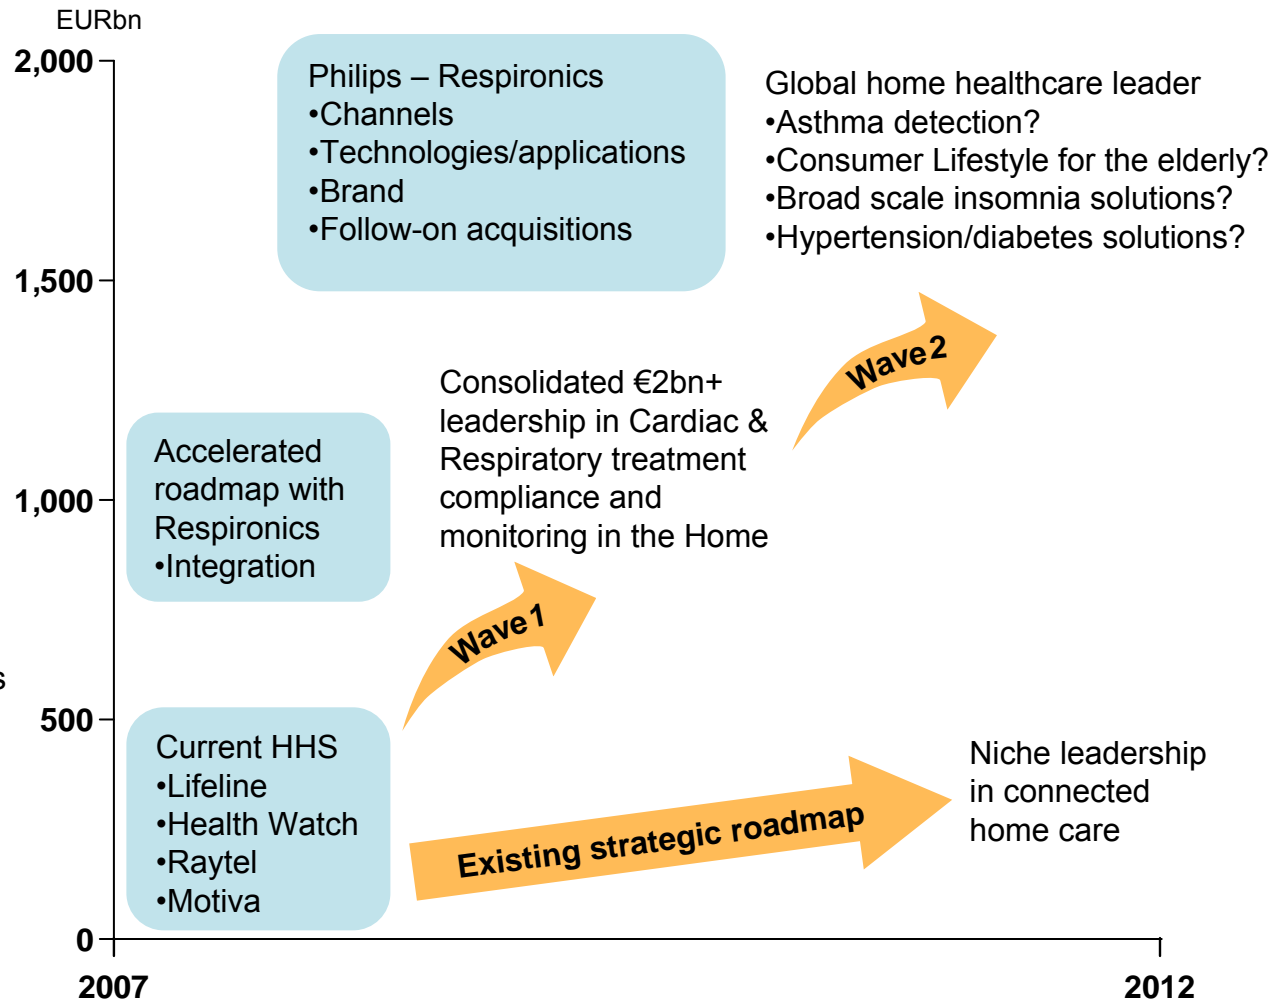 EURbn
2,000
1,500
1,000
500
0
2007
2012
Philips – Respironics
•Channels
•Technologies/applications
•Brand
•Follow-on acquisitions
Global home healthcare leader
•Asthma detection?
•Consumer Lifestyle for the elderly?
•Broad scale insomnia solutions?
•Hypertension/diabetes solutions?
Wave 2
Consolidated €2bn+
leadership in Cardiac &
Respiratory treatment
compliance and
monitoring in the Home
Accelerated
roadmap with
Respironics
•Integration
Wave 1
s
Current HHS
•Lifeline
•Health Watch
•Raytel
•Motiva
Existing strategic roadmap
Niche leadership
in connected
home care